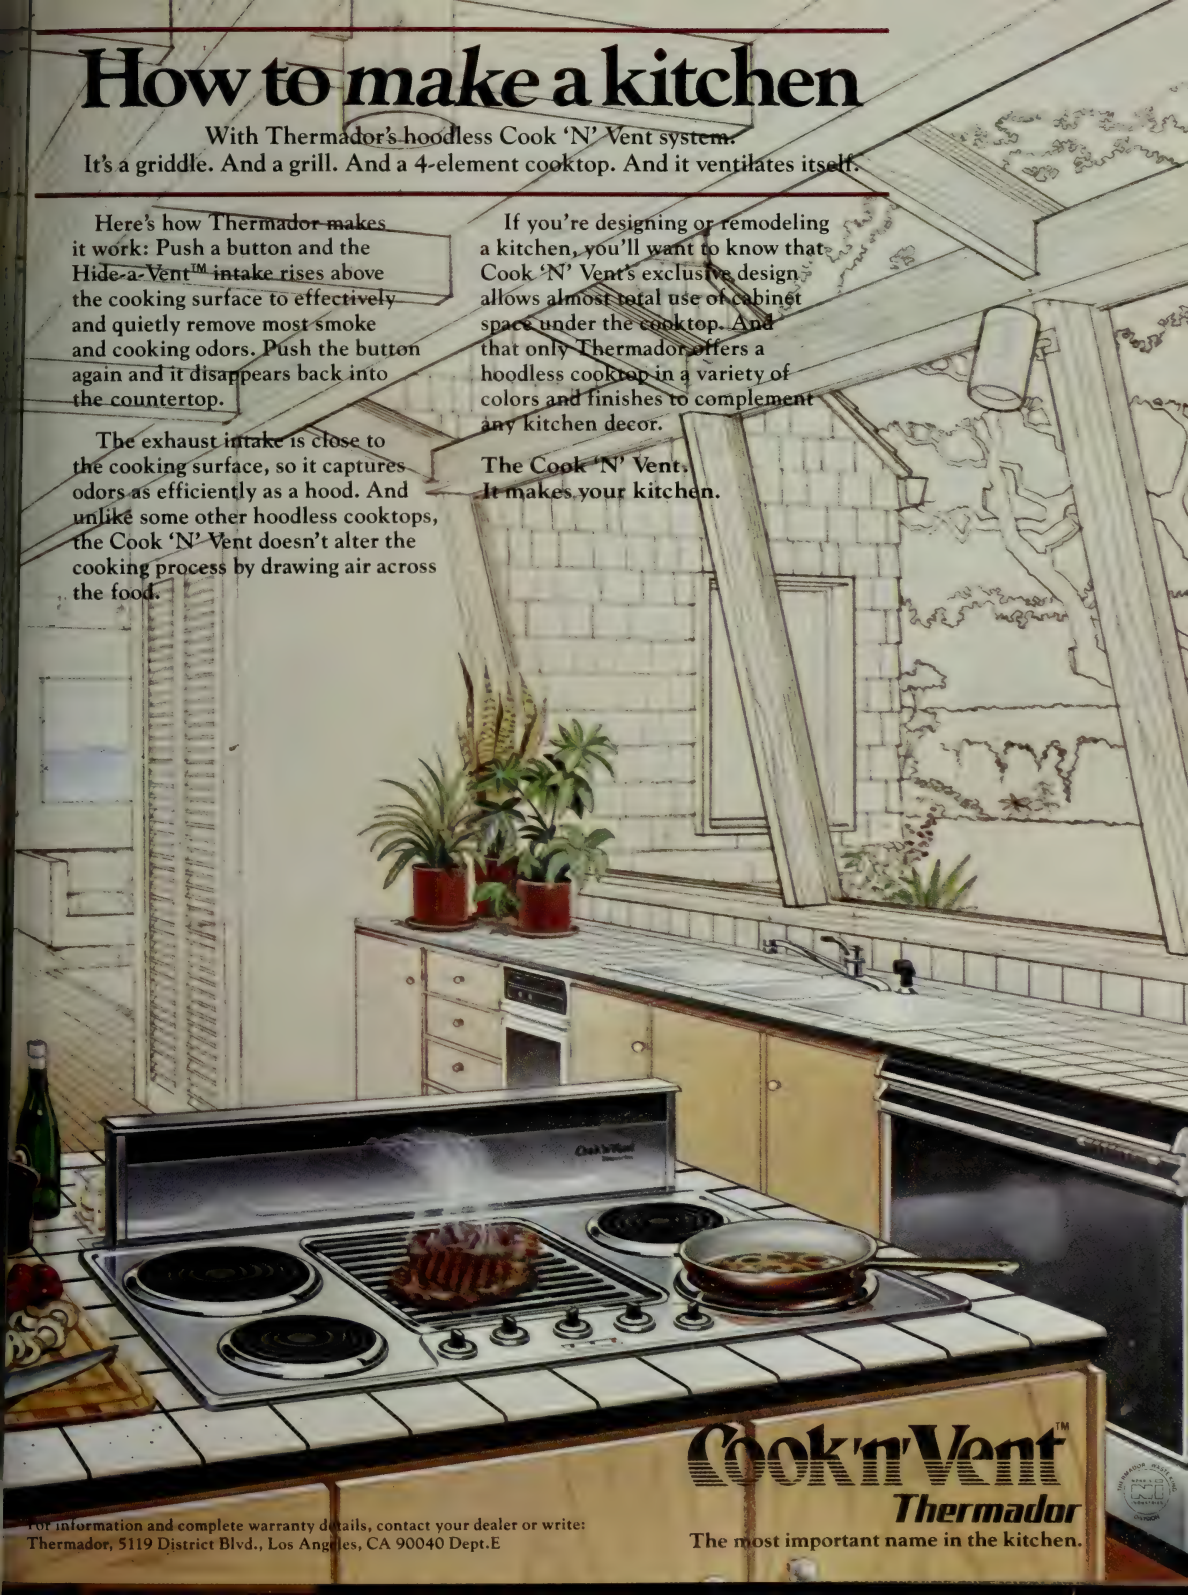 How to make a kitchen
With Thermador's hoodless Cook ‘N’ Vent system.
It's a griddle. And a grill. And a 4-element cooktop. And it ventilates itself.
Here's how Thermador makes
it work: Push a button and the
Hide-a-Vent™ intake rises above
the cooking surface to effectively
and quietly remove most smoke
and cooking odors. Push the button
again and it disappears back into
the countertop.
The exhaust intake is close to
the cooking surface, so it captures
odors as efficiently as a hood. And
unlike some other hoodless cooktops,
the Cook ‘N’ Vent doesn't alter the
cooking process by drawing air across
the food.
If you're designing or remodeling
a kitchen, you'll want to know that
Cook ‘N’ Vent's exclusive design
allows almost total use of cabinet
space under the cooktop. And
that only Thermador offers a
hoodless cooktop in a variety of
colors and finishes to complement
any kitchen decor.
The Cook ‘N’ Vent.
It makes your kitchen.
Cook'n'Vent
Cook'n'Vent™
Thermador
The most important name in the kitchen.
THERMADOR WASTE KING
NI
INDUSTRIES
DIVISION
For information and complete warranty details, contact your dealer or write:
Thermador, 5119 District Blvd., Los Angeles, CA 90040 Dept.E